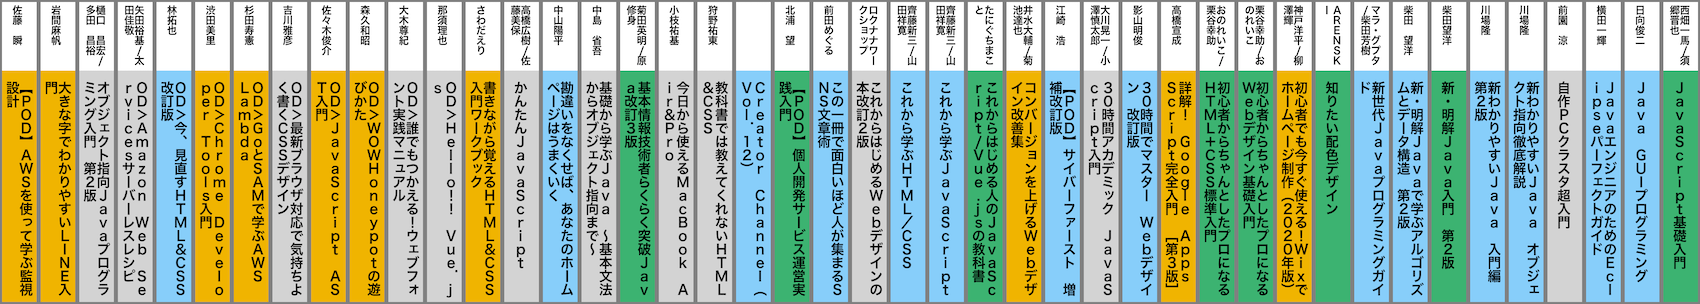 西畑一馬/須
郷晋也
JavaScript基礎入門
日向俊二
Java GUIプログラミング
横田一輝
JavaエンジニアのためのEcl
ipseパーフェクトガイド
前園 涼
自作PCクラスタ超入門
川場隆
新わかりやすいJava オブジェ
クト指向徹底解説
川場隆
新わかりやすいJava 入門編
第2版
柴田望洋
新・明解Java入門 第2版
柴田 望洋
新・明解Javaで学ぶアルゴリズ
ムとデータ構造 第2版
マラ・グプタ
/柴田芳樹
新世代Javaプログラミングガイ
ド
ARENSK
I
知りたい配色デザイン
おのれいこ/
栗谷幸助
初心者からちゃんとしたプロになる
HTML+CSS標準入門
栗谷幸助/お
のれいこ
初心者からちゃんとしたプロになる
Webデザイン基礎入門
神戸洋平/柳
澤輝
初心者でも今すぐ使える!Wixで
ホームページ制作(2020年版)
高橋宣成
詳解! Google Apps
Script完全入門 [第3版]
影山明俊
30時間でマスター Webデザイ
ン 改訂版
大川晃一/小
澤慎太郎
30時間アカデミック JavaS
cript入門
江崎 浩
【POD】サイバーファースト 増
補改訂版
井水大輔/菊
池達也
コンバージョンを上げるWebデザ
イン改善集
たにぐちまこ
と
これからはじめる人のJavaSc
ript/Vue.jsの教科書
齊藤新三/山
田祥寛
これから学ぶJavaScript
齊藤新三/山
田祥寛
これから学ぶHTML/CSS
ロクナナワー
クショップ
これからはじめるWebデザインの
本改訂2版
前田めぐる
この一冊で面白いほど人が集まるS
NS文章術
北浦 望
【POD】個人開発サービス運営実
践入門
Creator Channel(
Vol.12)
狩野祐東
教科書では教えてくれないHTML
&CSS
小枝祐基
今日から使えるMacBook A
ir&Pro
菊田英明/原
修身
基本情報技術者らくらく突破Jav
a改訂3版
中島 省吾
基礎から学ぶJava ～基本文法
からオブジェクト指向まで～
中山陽平
勘違いをなくせば、あなたのホーム
ページはうまくいく
高橋広樹/佐
藤美保
かんたんJavaScript
さわだえり
書きながら覚えるHTML&CSS
入門ワークブック
那須理也
OD>Hello!! Vue.j
s
大木尊紀
OD>誰でもつかえる!ウェブフォ
ント実践マニュアル
森久和昭
OD>WOWHoneypotの遊
びかた
佐々木俊介
OD>JavaScript AS
T入門
吉川雅彦
OD>最新ブラウザ対応で気持ちよ
く書くCSSデザイン
杉田寿憲
OD>GoとSAMで学ぶAWS
Lambda
渋田美里
OD>Chrome Develo
per Tools入門
林拓也
OD>今、見直すHTML&CSS
改訂版
矢田裕基/太
田佳敬
OD>Amazon Web Se
rvicesサーバーレスレシピ
樋口 昌宏/
多田 昌裕
オブジェクト指向Javaプログラ
ミング入門 第2版
岩間麻帆
大きな字でわかりやすいLINE入
門
佐藤 瞬
【POD】AWSを使って学ぶ監視
設計